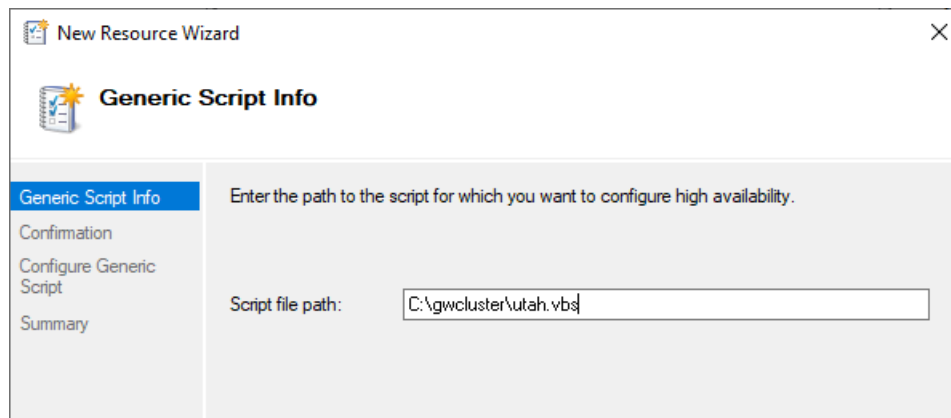 New Resource Wizard
Generic Script Info
Generic Script Info
Confirmation
Configure Generic
Script
Summary
Enter the path to the script for which you want to configure high availability.
Script file path:
C:\gwcluster\utah.vbs